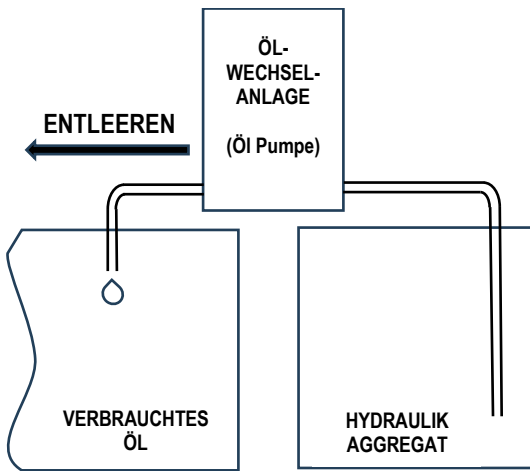 ÖL-
WECHSEL-
ANLAGE
(Öl Pumpe)
ENTLEEREN
VERBRAUCHTES
ÖL
HYDRAULIK
AGGREGAT